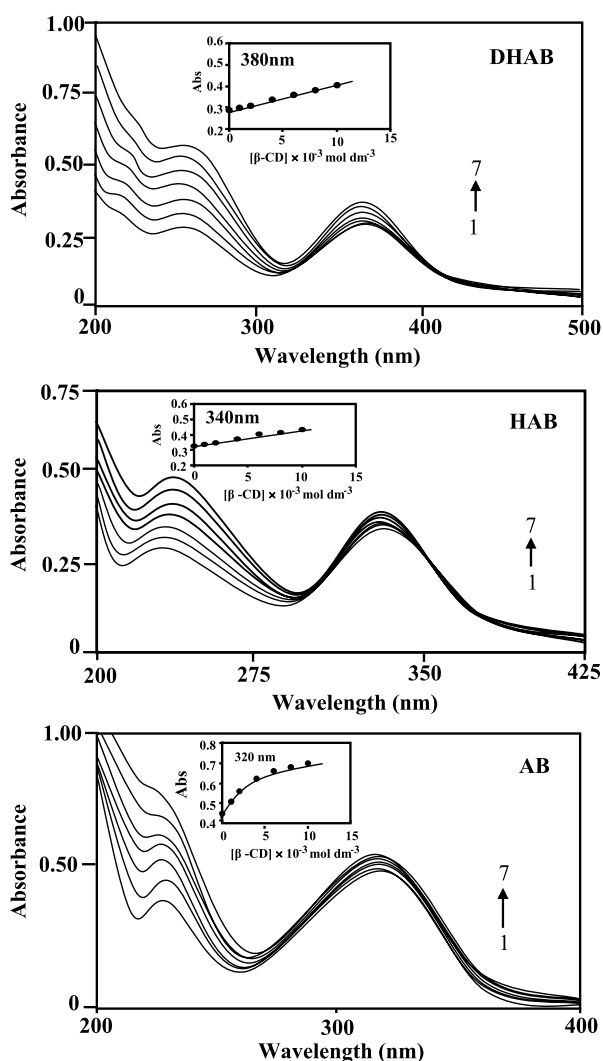 1.00
0.75
0.50
0.25
0
Absorbance
DHAB
0.6
0.5
0.4
0.3
0.2
Abs
380nm
0 5 10 15
[β-CD] × 10-3 mol dm-3
7
1
200 300 400 500
Wavelength (nm)
0.75
0.50
0.25
0
Absorbance
HAB
0.6
0.5
0.4
0.3
0.2
Abs
340nm
0 5 10 15
[β -CD] × 10-3 mol dm-3
7
1
200 275 350 425
Wavelength (nm)
1.00
0.50
0
Absorbance
AB
0.8
0.7
0.6
0.5
0.4
Abs
320 nm
0 5 10 15
[β-CD] × 10-3 mol dm-3
7
1
200 300 400
Wavelength (nm)